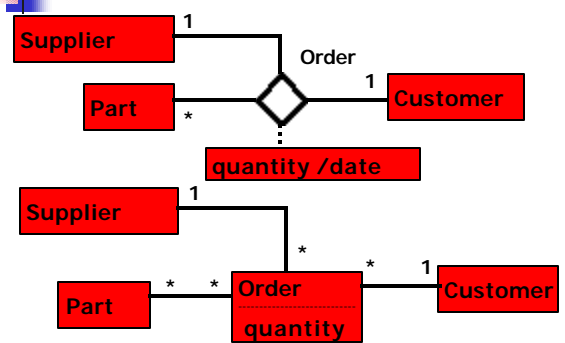 1
Supplier
Order
1
Part
Customer
*
quantity /date
1
Supplier
*
* 1
* *
Order
Customer
Part
quantity